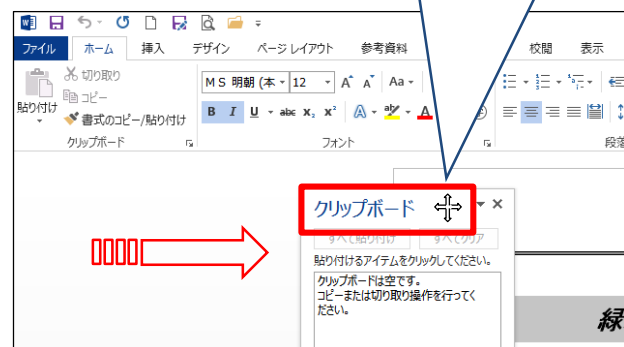 ファイル ホーム 挿入 デザイン ページ レイアウト 参考資料 校閲 表示
切り取り
コピー
貼り付け
書式のコピー/貼り付け
クリップボード
ＭＳ 明朝 (本 12 A A Aa
B I U abc x₂ x² A aby A
フォント
段落
クリップボード
すべて貼り付け すべてクリア
貼り付けるアイテムをクリックしてください。
クリップボードは空です。
コピーまたは切り取り操作を行ってく
ださい。
緑